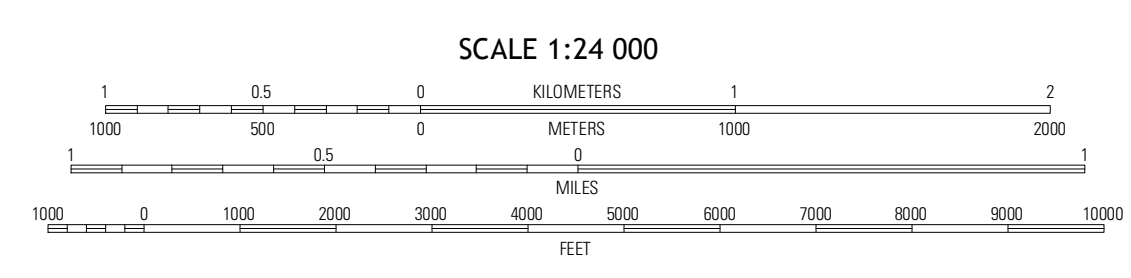 SCALE 1:24 000
1 0.5 0 KILOMETERS 1 2
1000 500 0 METERS 1000 2000
1 0.5 0 1
MILES
1000 0 1000 2000 3000 4000 5000 6000 7000 8000 9000 10000
FEET